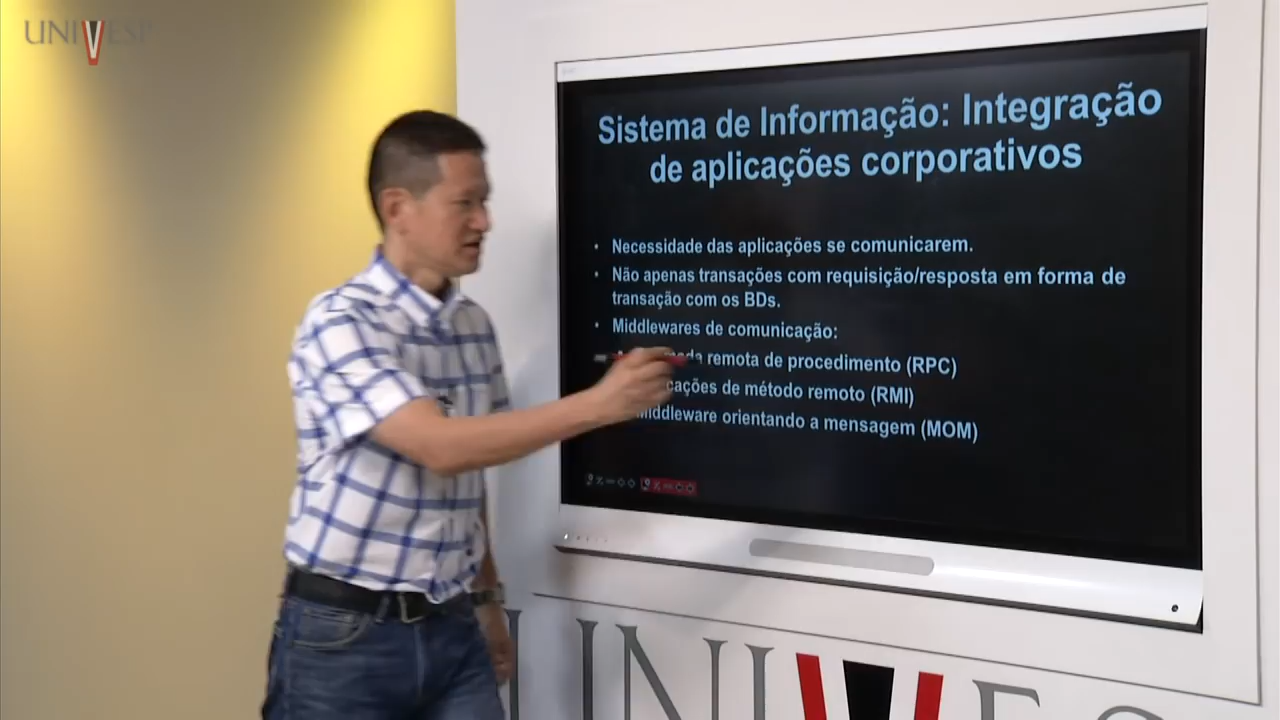 UNIVESP
Sistema de Informação: Integração
de aplicações corporativos
• Necessidade das aplicações se comunicarem.
• Não apenas transações com requisição/resposta em forma de
transação com os BDs.
• Middlewares de comunicação:
remota de procedimento (RPC)
de método remoto (RMI)
Middleware orientando a mensagem (MOM)
UNIVESP